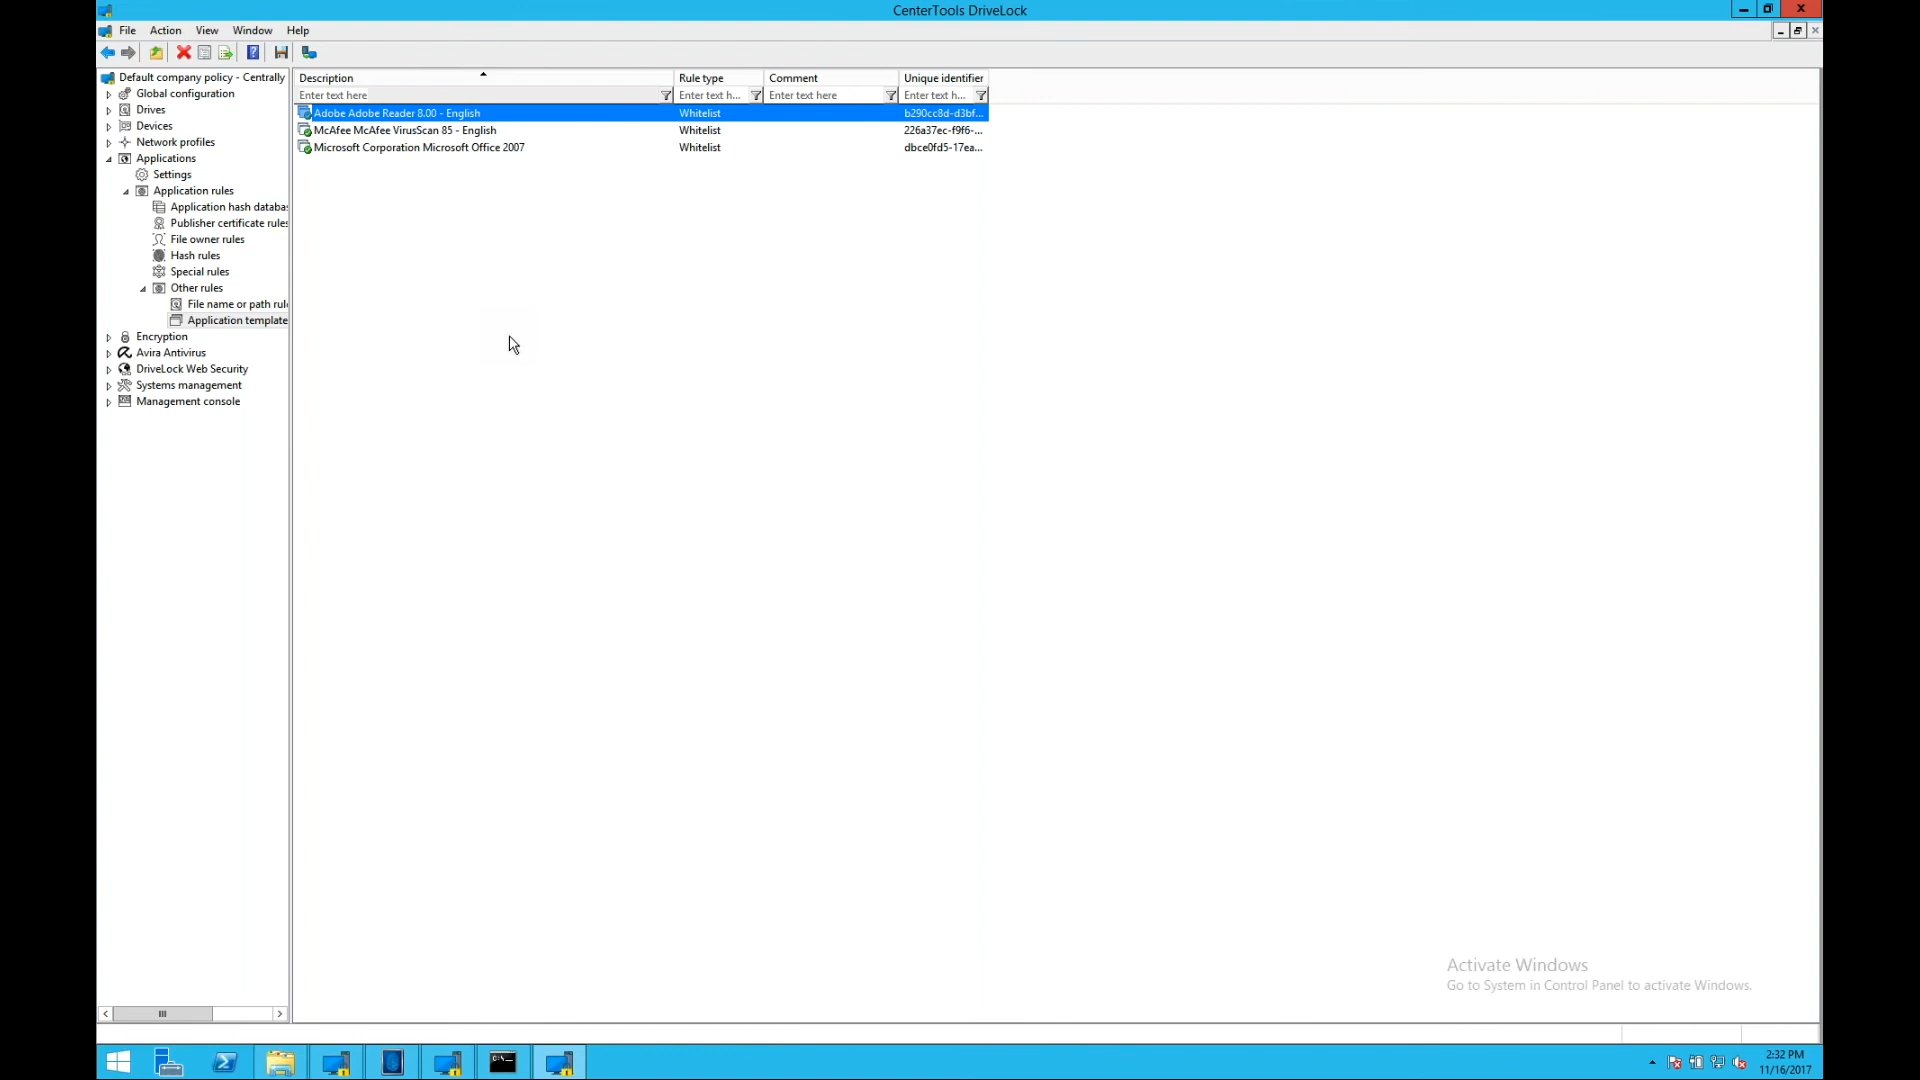 CenterTools DriveLock
File Action View Window Help
Default company policy - Centrally
Global configuration
Drives
Devices
Network profiles
Applications
Settings
Application rules
Application hash databas
Publisher certificate rules
File owner rules
Hash rules
Special rules
Other rules
File name or path rul
Application template
Encryption
Avira Antivirus
DriveLock Web Security
Systems management
Management console
Description Rule type Comment Unique identifier
Enter text here Enter text h... Enter text here Enter text h...
Adobe Adobe Reader 8.00 - English Whitelist b290cc8d-d3bf...
McAfee McAfee VirusScan 85 - English Whitelist 226a37ec-f9f6-...
Microsoft Corporation Microsoft Office 2007 Whitelist dbce0fd5-17ea...
Activate Windows
Go to System in Control Panel to activate Windows.
2:32 PM
11/16/2017